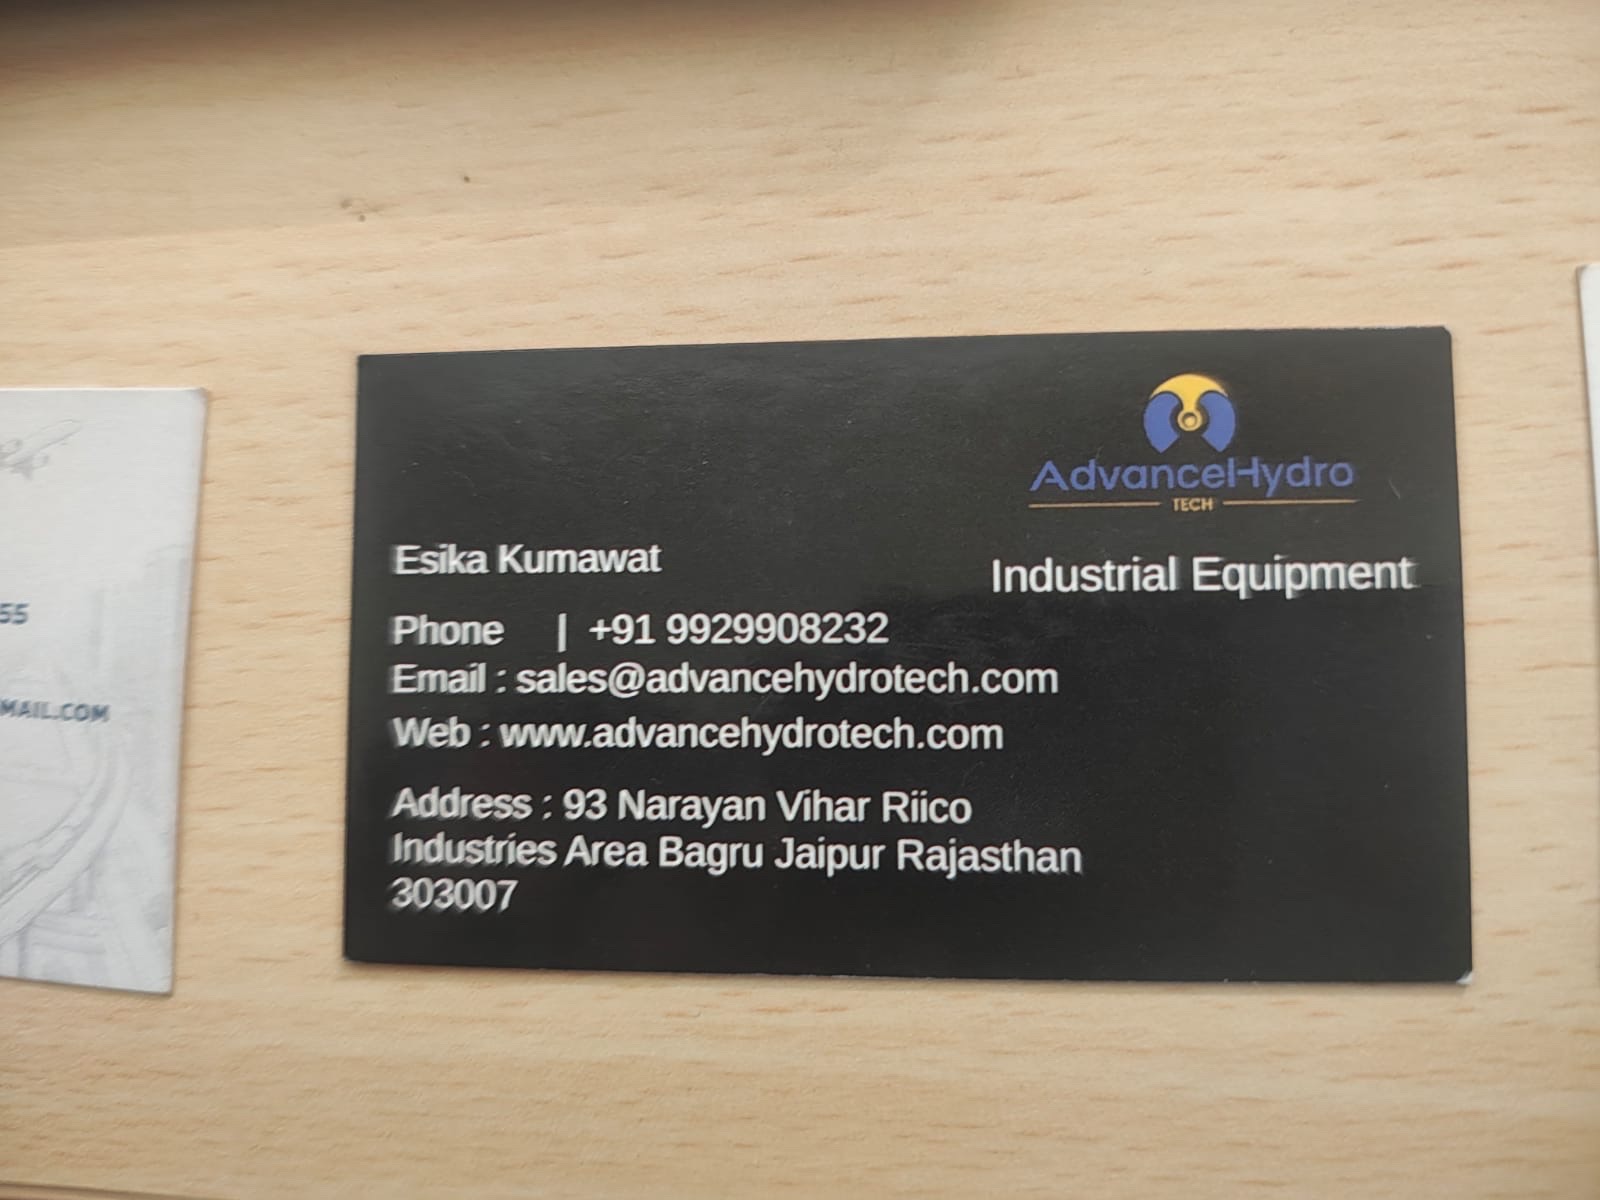 55
MAIL.COM
AdvanceHydro
TECH
Industrial Equipment
Esika Kumawat
Phone | +91 9929908232
Email : sales@advancehydrotech.com
Web : www.advancehydrotech.com
Address : 93 Narayan Vihar Riico
Industries Area Bagru Jaipur Rajasthan
303007